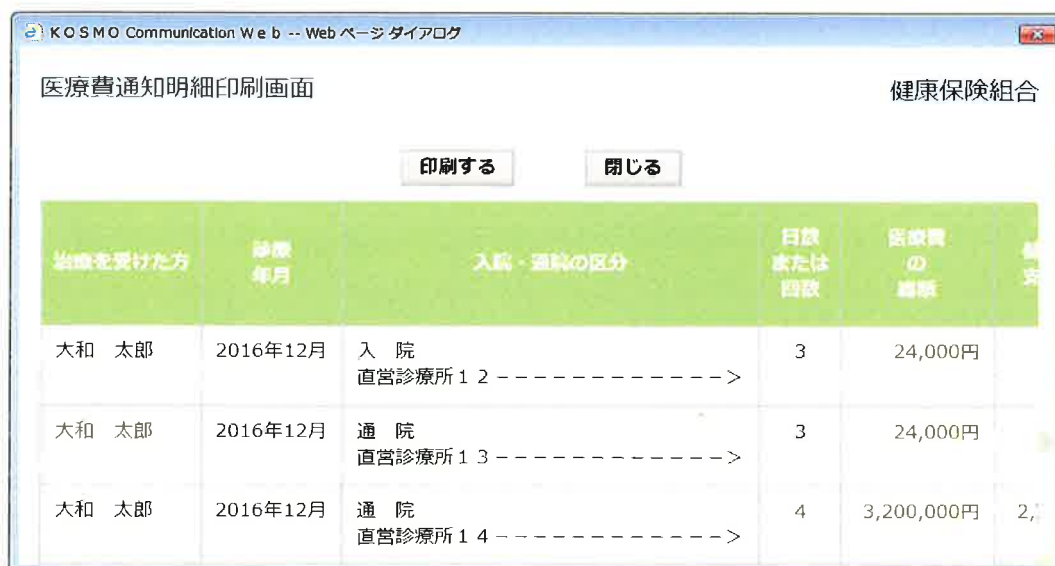 KOSMO Communication Web -- Web ページ ダイアログ
医療費通知明細印刷画面
健康保険組合
印刷する
閉じる
治療を受けた方
診療
年月
入院・通院の区分
日数
または
回数
医療費
の
総額
支
大和　太郎
2016年12月
入　院
直営診療所１２－－－－－－－－－－－－>
3
24,000円
大和　太郎
2016年12月
通　院
直営診療所１３－－－－－－－－－－－－>
3
24,000円
大和　太郎
2016年12月
通　院
直営診療所１４－－－－－－－－－－－－>
4
3,200,000円
2,